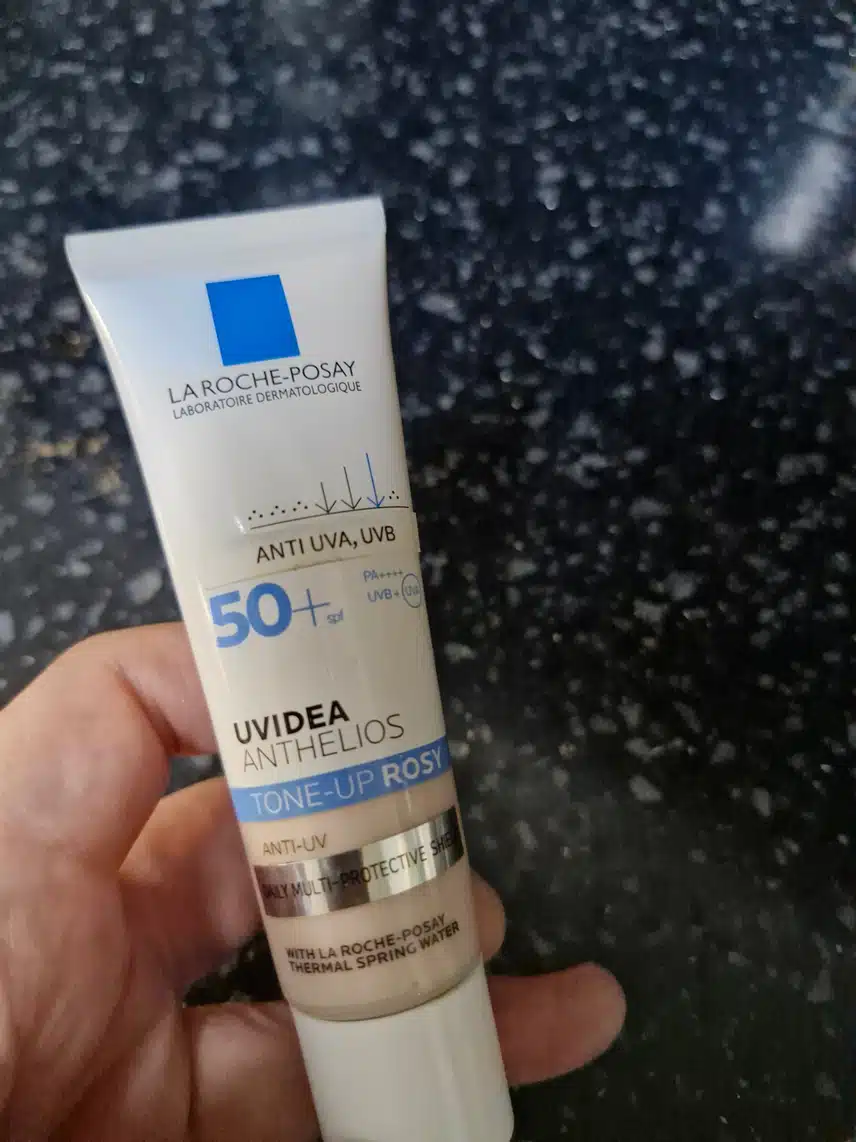 LA ROCHE-POSAY
LABORATOIRE DERMATOLOGIQUE
ANTI UVA, UVB
50+ spf
PA++++
UVB+ UVA
UVIDEA
ANTHELIOS
TONE-UP ROSY
ANTI-UV
DAILY MULTI-PROTECTIVE
WITH LA ROCHE-POSAY
THERMAL SPRING WATER